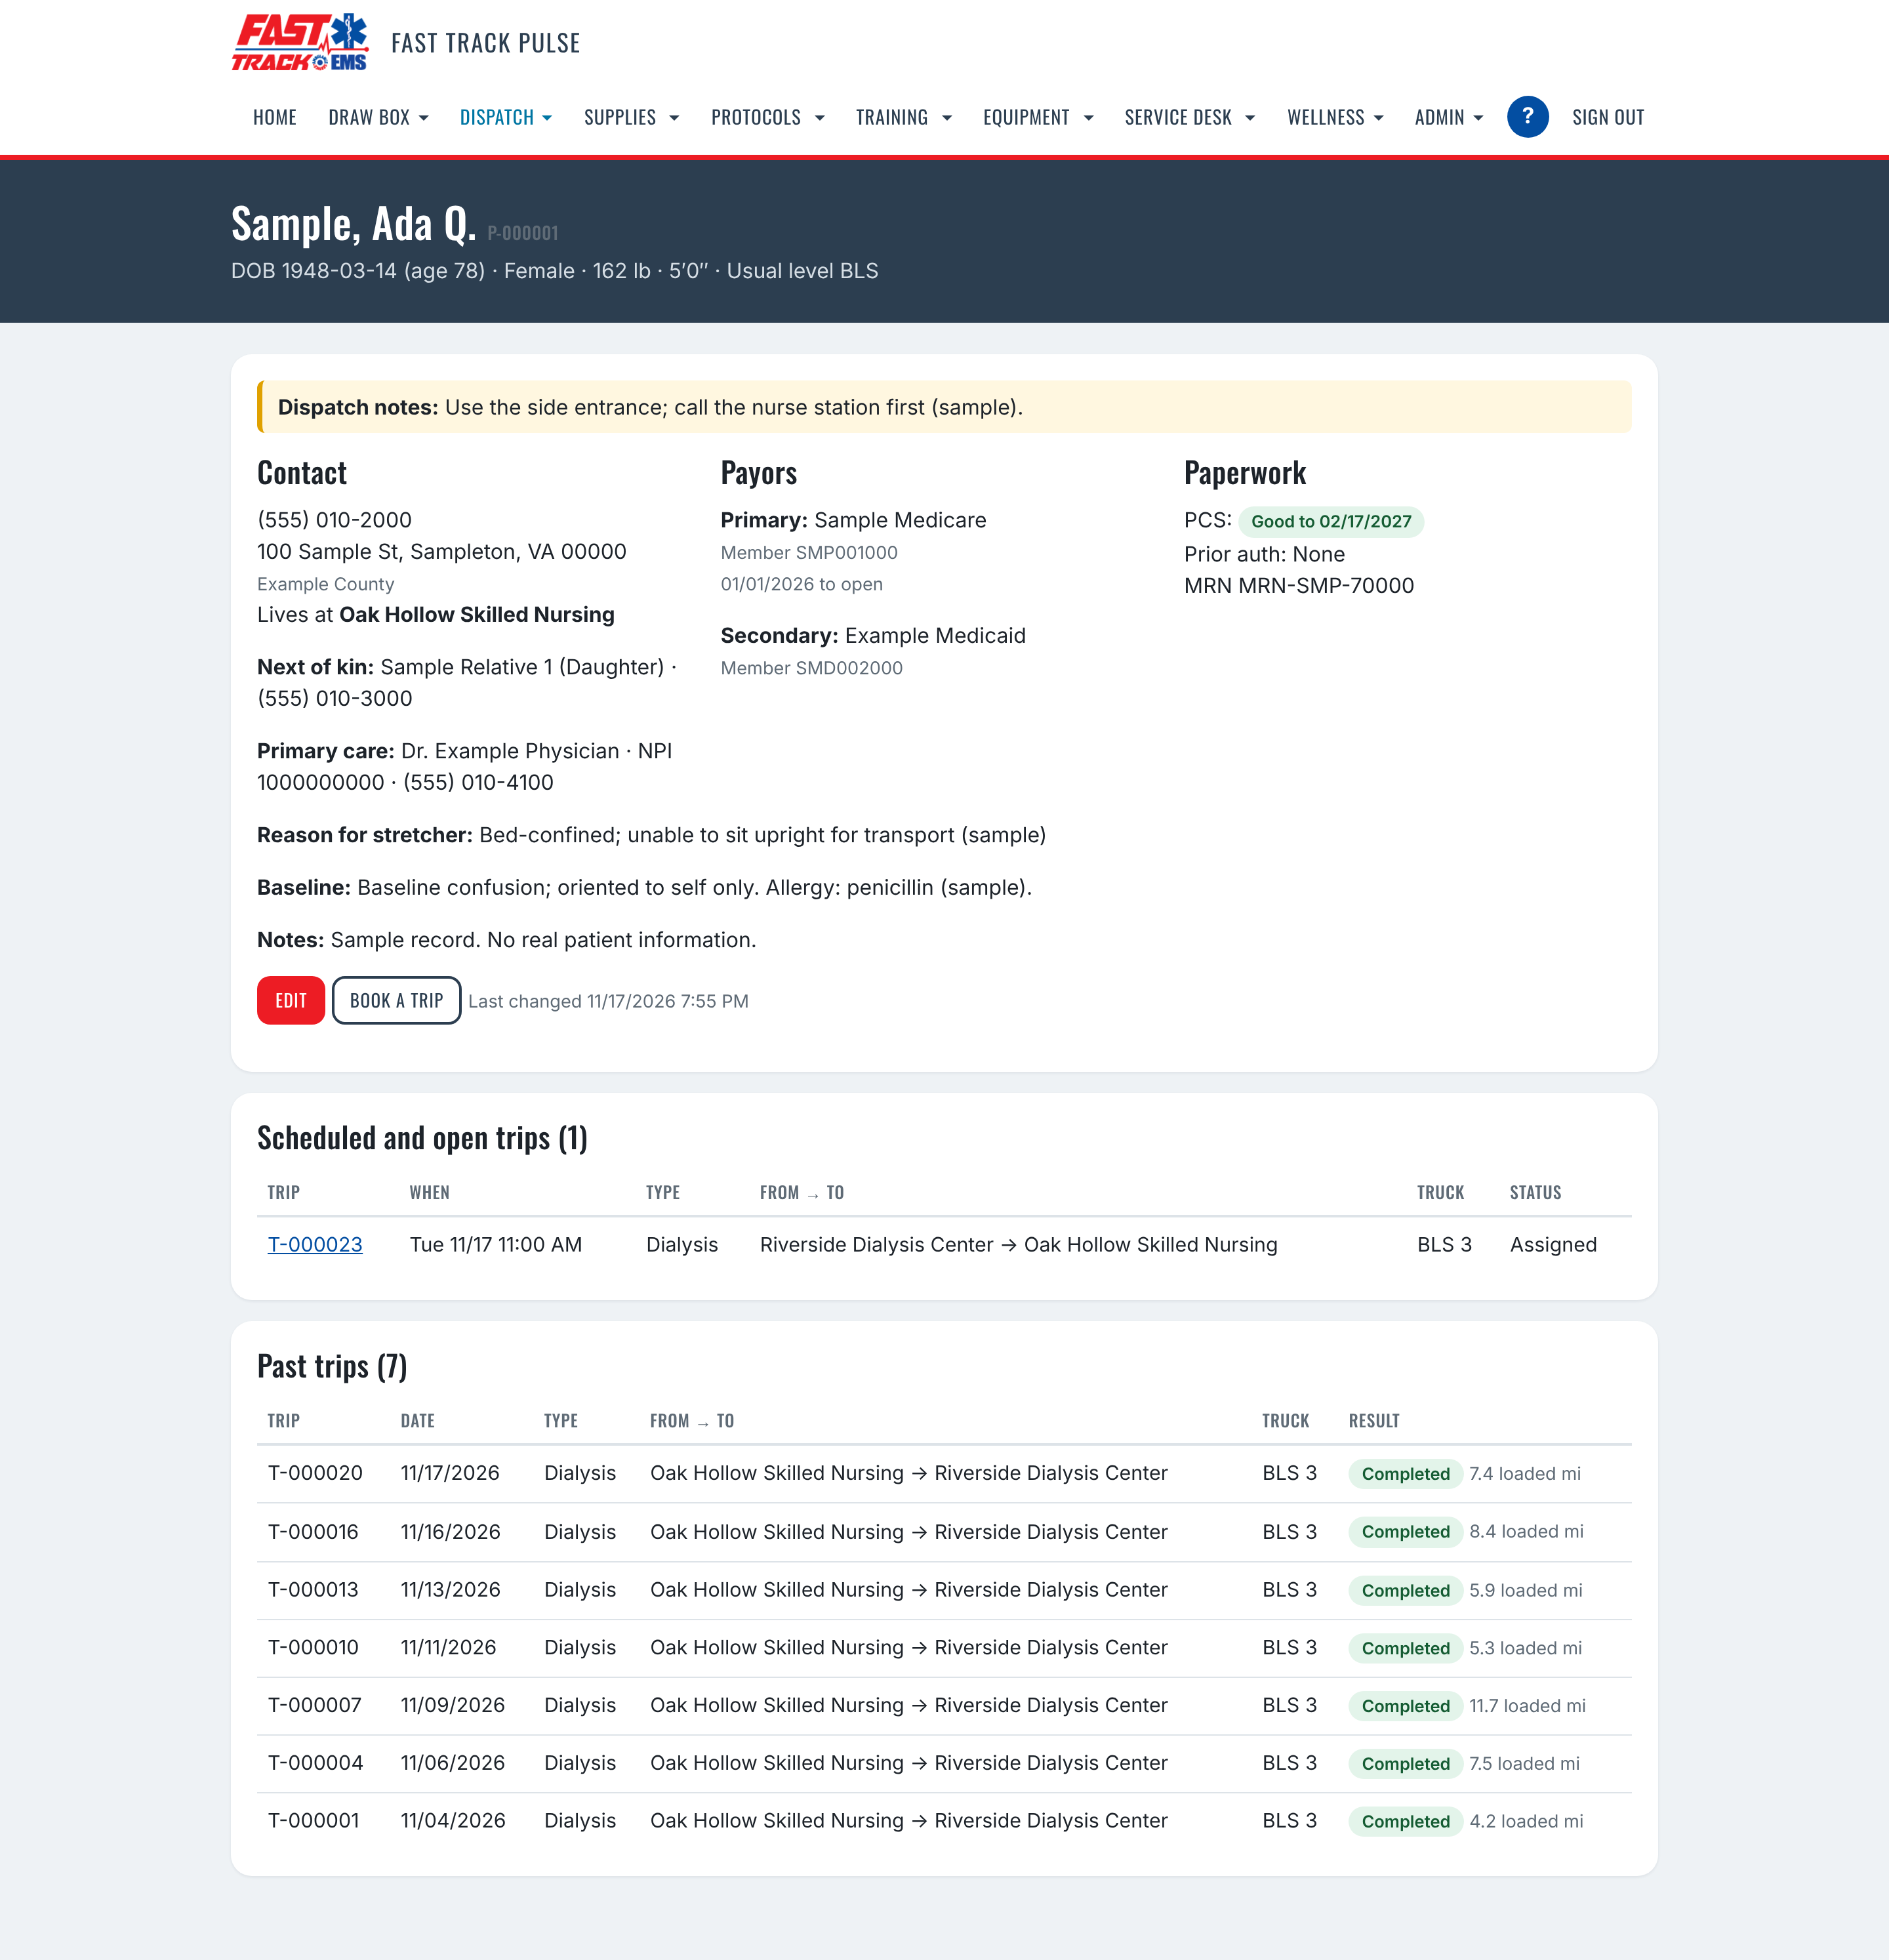 FAST TRACK EMS
FAST TRACK PULSE
HOME DRAW BOX DISPATCH SUPPLIES PROTOCOLS TRAINING EQUIPMENT SERVICE DESK WELLNESS ADMIN ? SIGN OUT
Sample, Ada Q. P-000001
DOB 1948-03-14 (age 78) · Female · 162 lb · 5′0″ · Usual level BLS
Dispatch notes: Use the side entrance; call the nurse station first (sample).
Contact
(555) 010-2000
100 Sample St, Sampleton, VA 00000
Example County
Lives at Oak Hollow Skilled Nursing
Next of kin: Sample Relative 1 (Daughter) ·
(555) 010-3000
Primary care: Dr. Example Physician · NPI
1000000000 · (555) 010-4100
Payors
Primary: Sample Medicare
Member SMP001000
01/01/2026 to open
Secondary: Example Medicaid
Member SMD002000
Paperwork
PCS: Good to 02/17/2027
Prior auth: None
MRN MRN-SMP-70000
Reason for stretcher: Bed-confined; unable to sit upright for transport (sample)
Baseline: Baseline confusion; oriented to self only. Allergy: penicillin (sample).
Notes: Sample record. No real patient information.
EDIT BOOK A TRIP Last changed 11/17/2026 7:55 PM
Scheduled and open trips (1)
TRIP WHEN TYPE FROM → TO TRUCK STATUS
T-000023 Tue 11/17 11:00 AM Dialysis Riverside Dialysis Center → Oak Hollow Skilled Nursing BLS 3 Assigned
Past trips (7)
TRIP DATE TYPE FROM → TO TRUCK RESULT
T-000020 11/17/2026 Dialysis Oak Hollow Skilled Nursing → Riverside Dialysis Center BLS 3 Completed 7.4 loaded mi
T-000016 11/16/2026 Dialysis Oak Hollow Skilled Nursing → Riverside Dialysis Center BLS 3 Completed 8.4 loaded mi
T-000013 11/13/2026 Dialysis Oak Hollow Skilled Nursing → Riverside Dialysis Center BLS 3 Completed 5.9 loaded mi
T-000010 11/11/2026 Dialysis Oak Hollow Skilled Nursing → Riverside Dialysis Center BLS 3 Completed 5.3 loaded mi
T-000007 11/09/2026 Dialysis Oak Hollow Skilled Nursing → Riverside Dialysis Center BLS 3 Completed 11.7 loaded mi
T-000004 11/06/2026 Dialysis Oak Hollow Skilled Nursing → Riverside Dialysis Center BLS 3 Completed 7.5 loaded mi
T-000001 11/04/2026 Dialysis Oak Hollow Skilled Nursing → Riverside Dialysis Center BLS 3 Completed 4.2 loaded mi